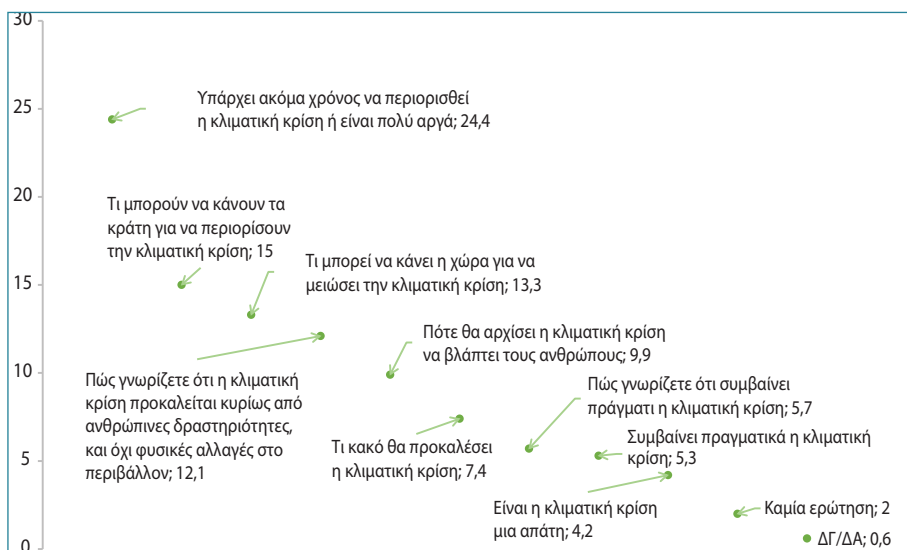 30
25
20
15
10
5
0
Υπάρχει ακόμα χρόνος να περιορισθεί
η κλιματική κρίση ή είναι πολύ αργά; 24,4
Τι μπορούν να κάνουν τα
κράτη για να περιορίσουν
την κλιματική κρίση; 15
Τι μπορεί να κάνει η χώρα για να
μειώσει την κλιματική κρίση; 13,3
Πώς γνωρίζετε ότι η κλιματική
κρίση προκαλείται κυρίως από
ανθρώπινες δραστηριότητες,
και όχι φυσικές αλλαγές στο
περιβάλλον; 12,1
Πότε θα αρχίσει η κλιματική κρίση
να βλάπτει τους ανθρώπους; 9,9
Τι κακό θα προκαλέσει
η κλιματική κρίση; 7,4
Πώς γνωρίζετε ότι συμβαίνει
πράγματι η κλιματική κρίση; 5,7
Συμβαίνει πραγματικά η κλιματική
κρίση; 5,3
Είναι η κλιματική κρίση
μια απάτη; 4,2
Καμία ερώτηση; 2
ΔΓ/ΔΑ; 0,6